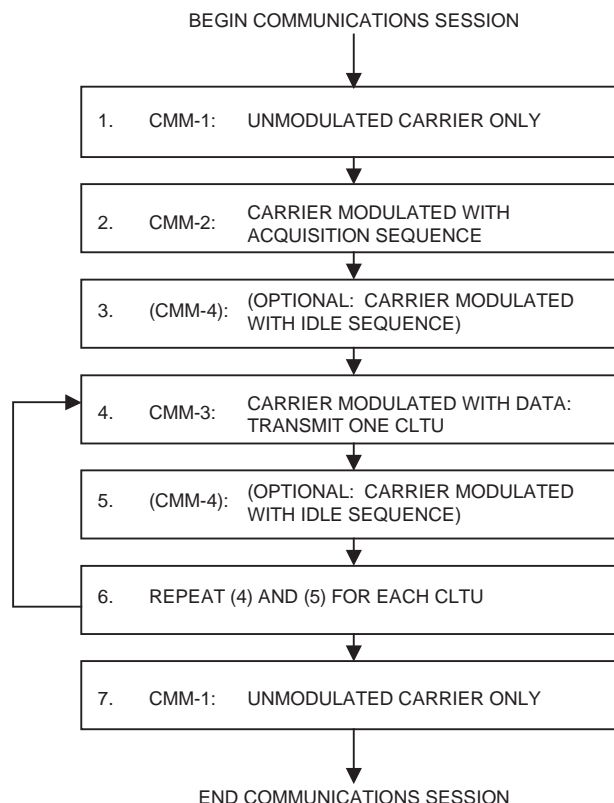 BEGIN COMMUNICATIONS SESSION
1. CMM-1: UNMODULATED CARRIER ONLY
2. CMM-2: CARRIER MODULATED WITH
ACQUISITION SEQUENCE
3. (CMM-4): (OPTIONAL: CARRIER MODULATED
WITH IDLE SEQUENCE)
4. CMM-3: CARRIER MODULATED WITH DATA:
TRANSMIT ONE CLTU
5. (CMM-4): (OPTIONAL: CARRIER MODULATED
WITH IDLE SEQUENCE)
6. REPEAT (4) AND (5) FOR EACH CLTU
7. CMM-1: UNMODULATED CARRIER ONLY
END COMMUNICATIONS SESSION